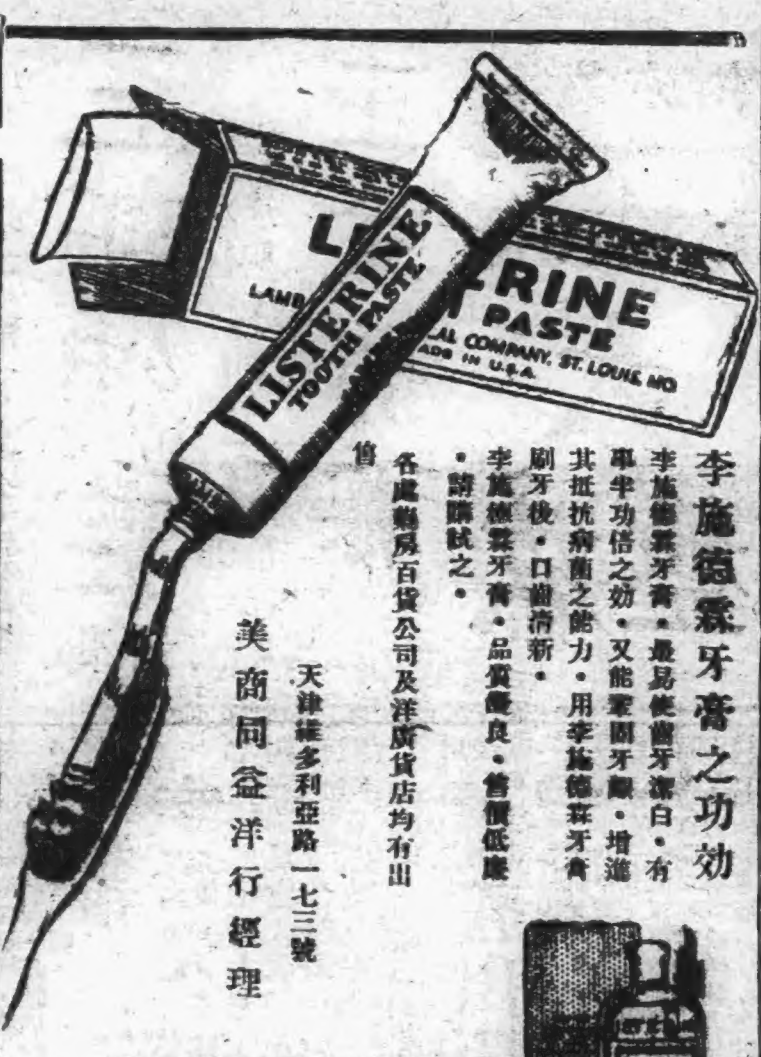 LISTERINE
TOOTH PASTE
L ERINE
PASTE
LAMB AL COMPANY, ST. LOUIS, MO.
MADE IN U.S.A.
李施德霖牙膏之功効
李施德霖牙膏・最易使齒牙潔白・有
事半功倍之効・又能鞏固牙齦・增進
其抵抗病菌之能力・用李施德霖牙膏
刷牙後・口齒清新・
李施德霖牙膏・品質優良・售價低廉
・請購試之・
各處藥房百貨公司及洋廣貨店均有出
售
天津維多利亞路一七三號
美商同益洋行經理